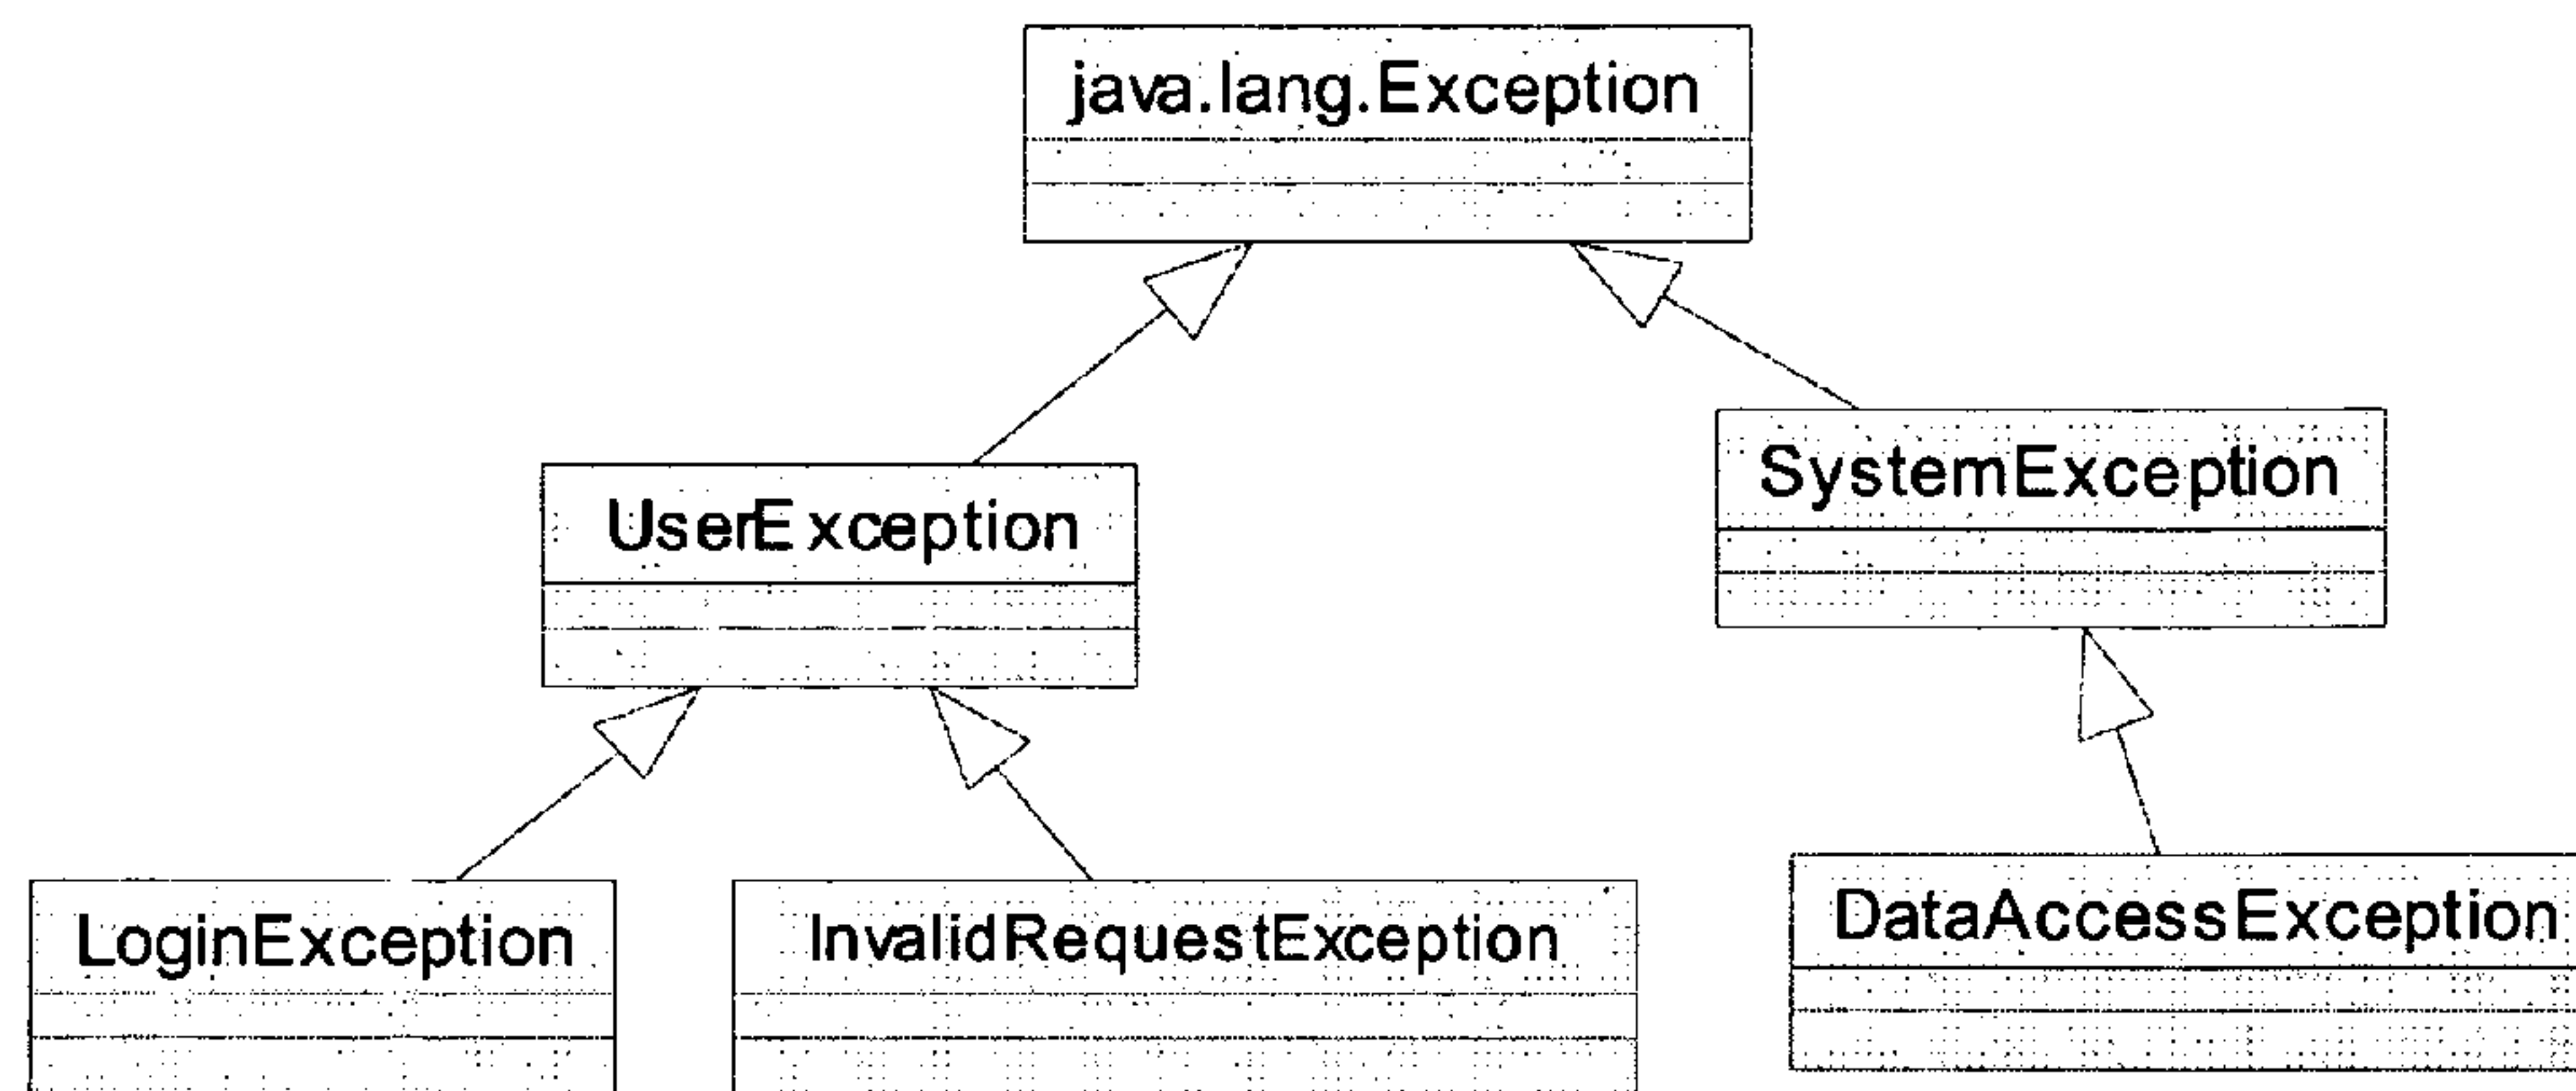 java.lang.Exception
UserException
SystemException
LoginException
InvalidRequestException
DataAccessException